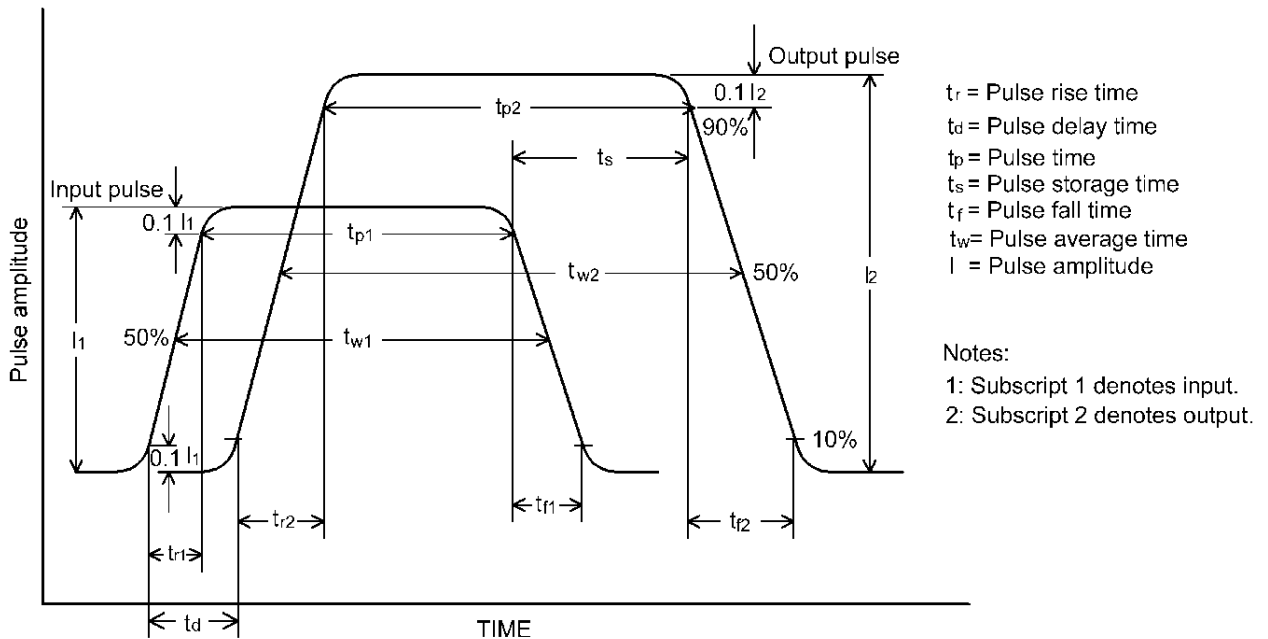 Output pulse
0.1 I2
90%
tp2
ts
Input pulse
0.1 I1
tp1
tw2
50%
I2
50%
tw1
I1
Pulse amplitude
10%
0.1 I1
tr2
tf1
tf2
tr1
td
TIME
tr = Pulse rise time
td = Pulse delay time
tp = Pulse time
ts = Pulse storage time
tf = Pulse fall time
tw= Pulse average time
I = Pulse amplitude
Notes:
1: Subscript 1 denotes input.
2: Subscript 2 denotes output.